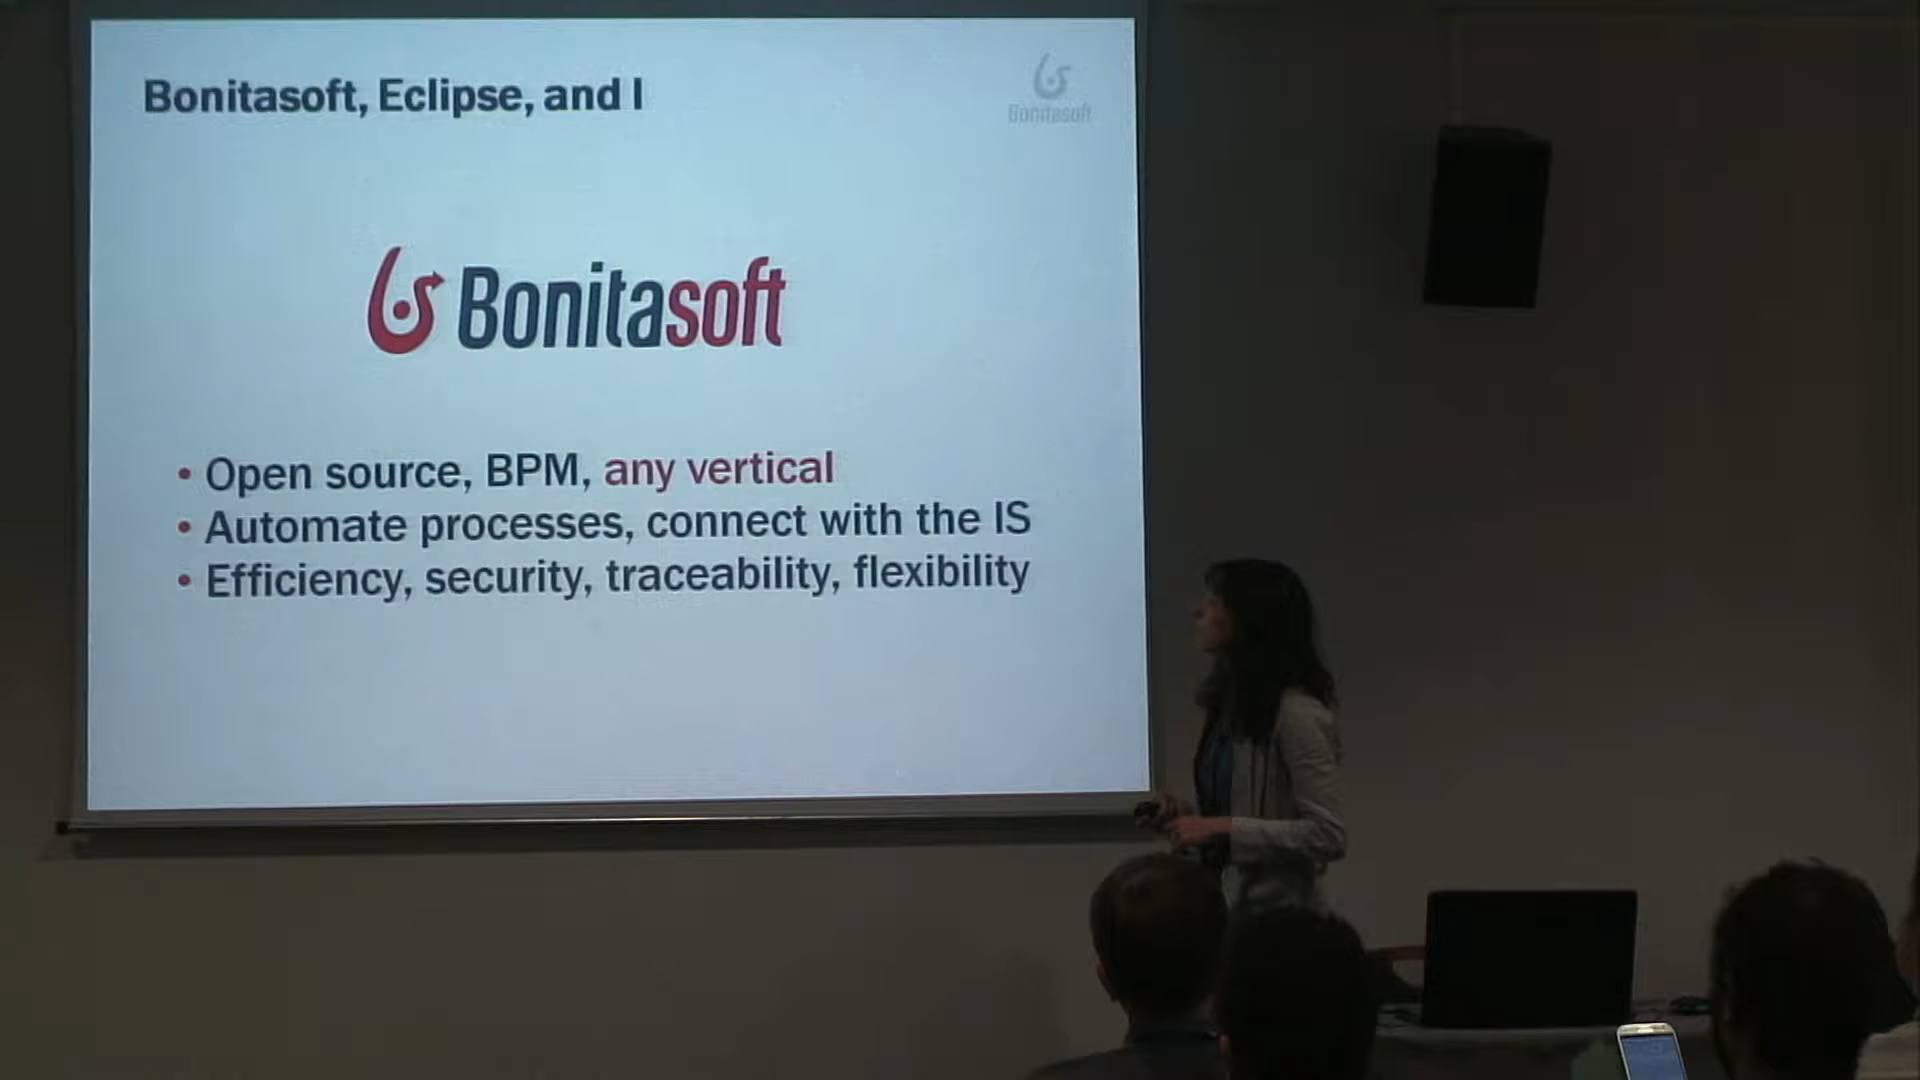 Bonitasoft, Eclipse, and I
Bonitasoft
Bonitasoft
• Open source, BPM, any vertical
• Automate processes, connect with the IS
• Efficiency, security, traceability, flexibility